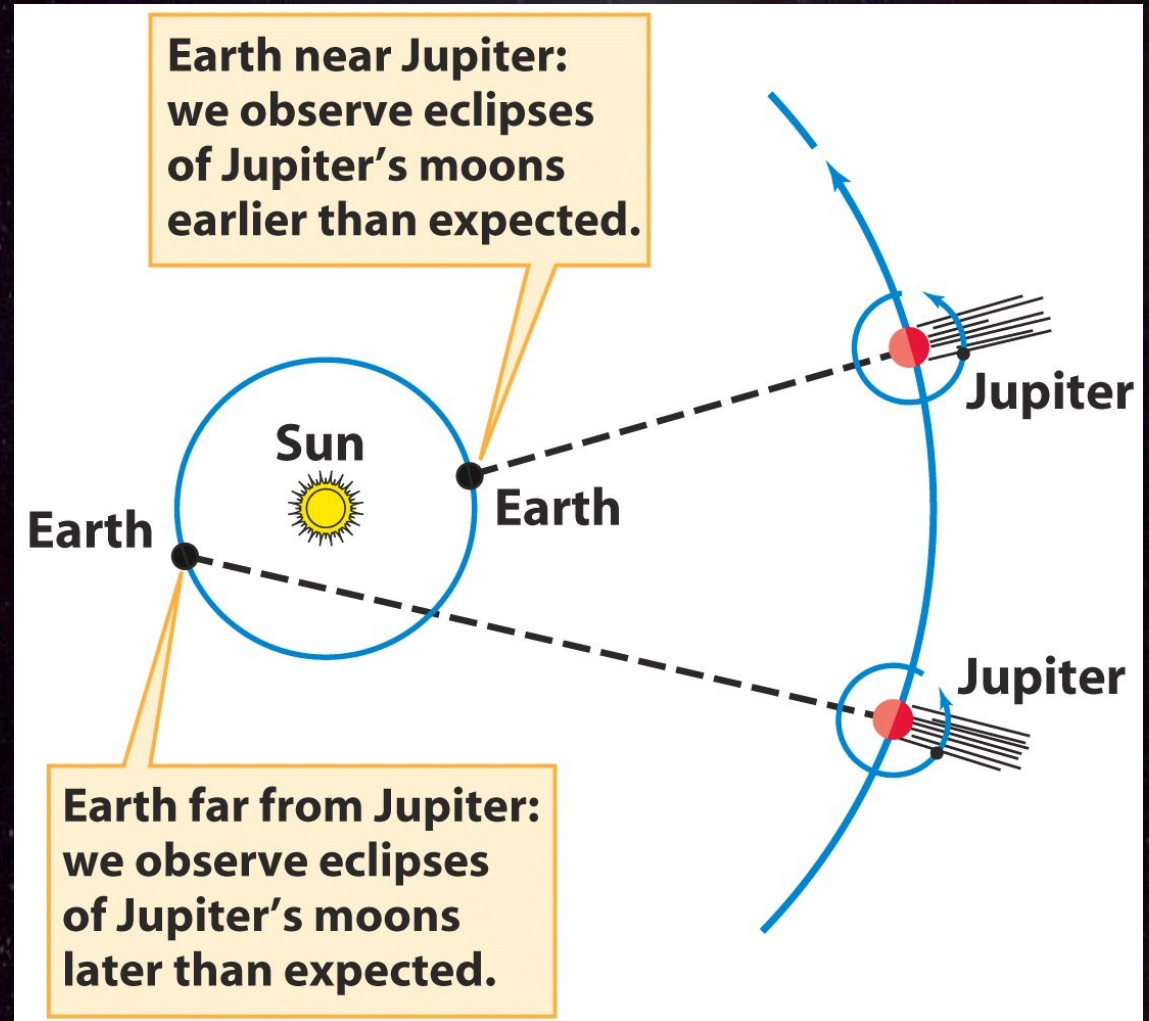 Earth near Jupiter:
we observe eclipses
of Jupiter’s moons
earlier than expected.
Jupiter
Sun
Earth
Earth
Jupiter
Earth far from Jupiter:
we observe eclipses
of Jupiter’s moons
later than expected.